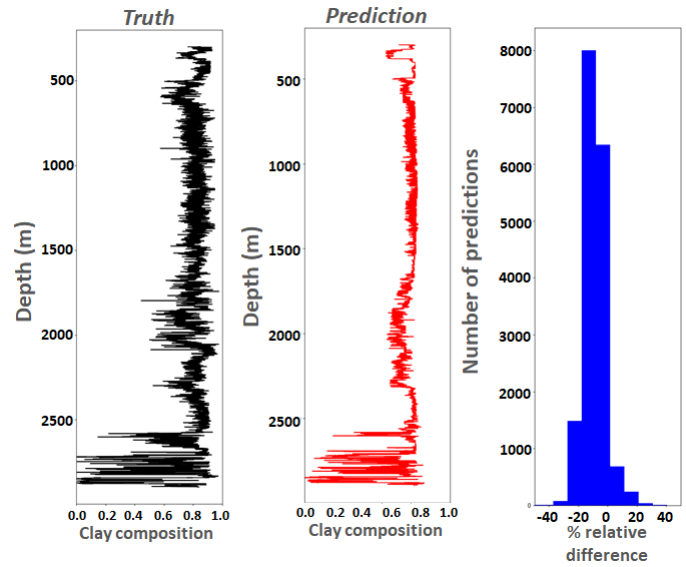 Truth
Depth (m)
500
1000
1500
2000
2500
0.0 0.2 0.4 0.6 0.8 1.0
Clay composition
Prediction
Depth (m)
500
1000
1500
2000
2500
0.0 0.2 0.4 0.6 0.8 1.0
Clay composition
Number of predictions
8000
7000
6000
5000
4000
3000
2000
1000
0
-40 -20 0 20 40
% relative
difference